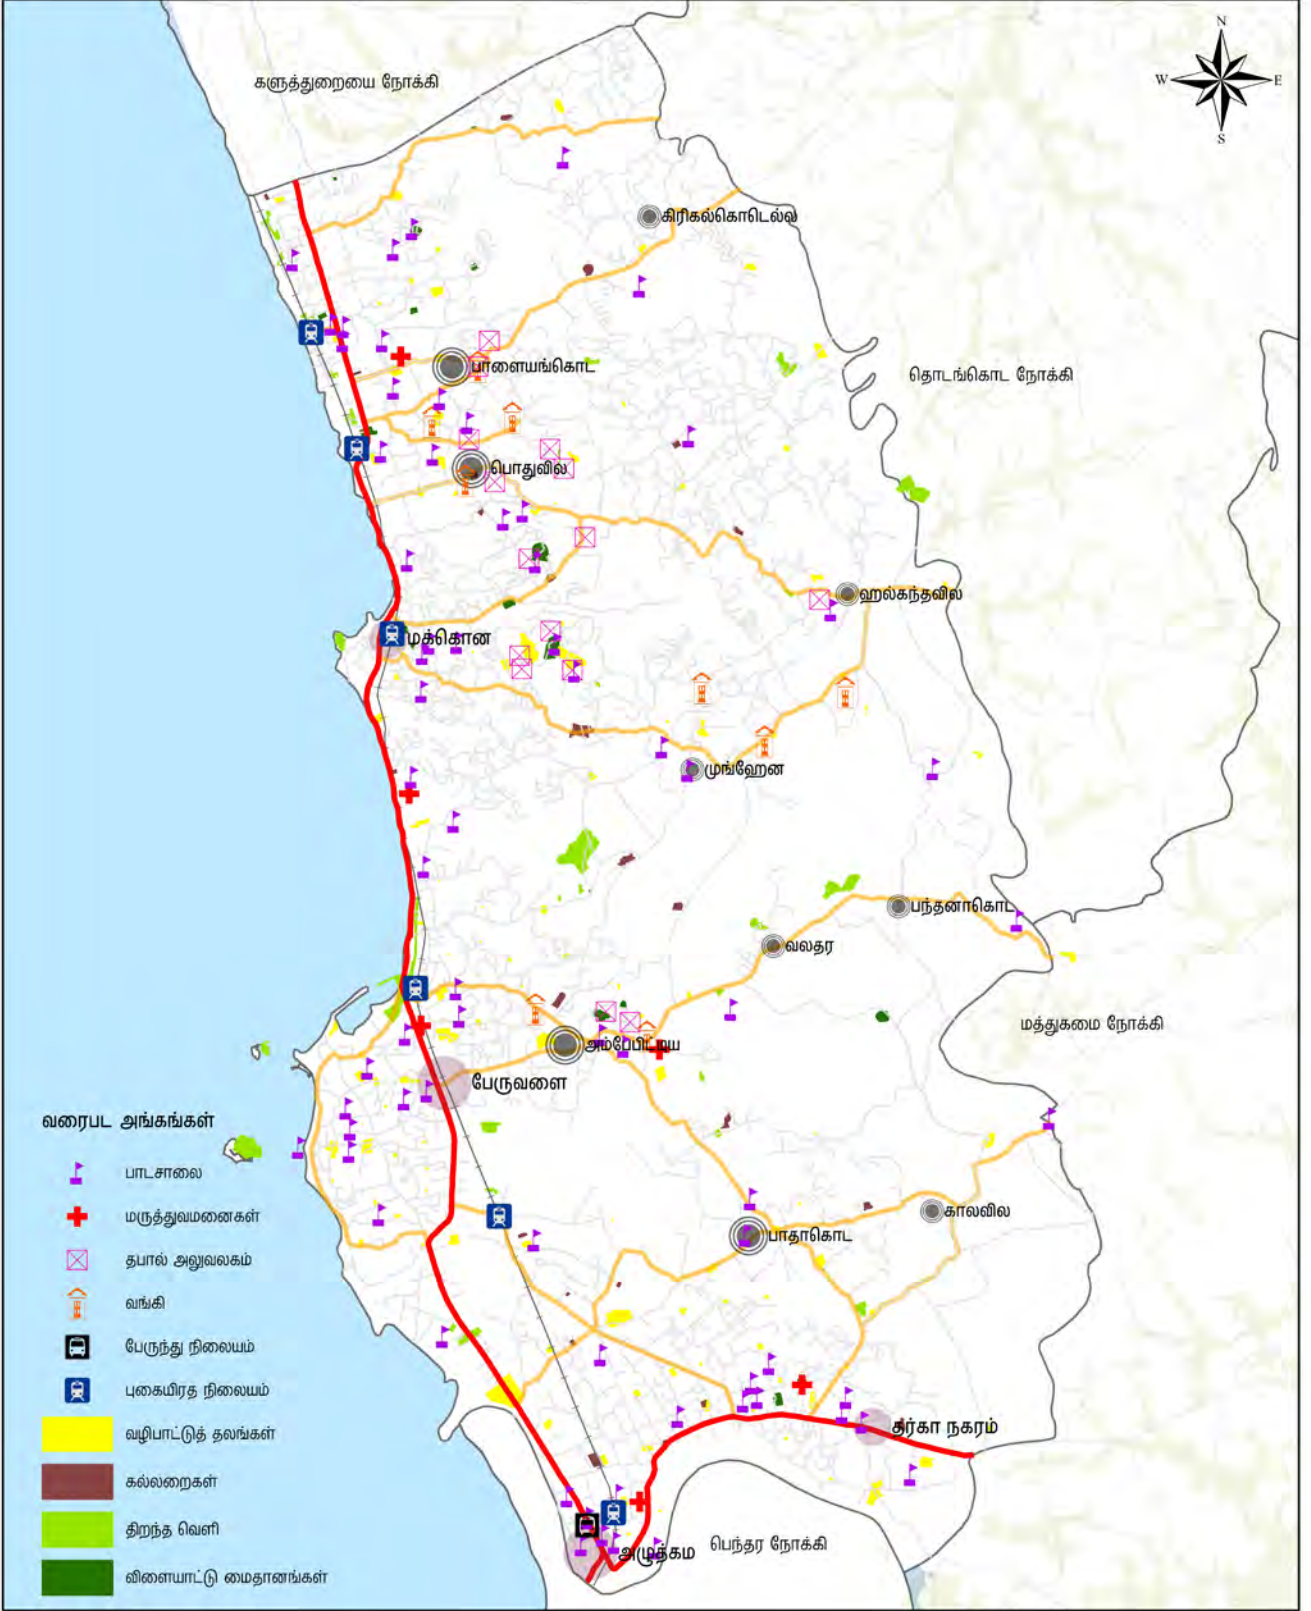 களுத்துறையை நோக்கி
N
W
E
S
கிரிகல்கொடெல்ல
பாளையங்கொட
தொடங்கொட நோக்கி
பொதுவில
ஹல்கந்தவில
மக்கொன
முங்ஹேன
பந்தனாகொட
வலதர
மத்துகமை நோக்கி
அம்பேபிட்டிய
பேருவளை
வரைபட அங்கங்கள்
பாடசாலை
மருத்துவமனைகள்
தபால் அலுவலகம்
வங்கி
பேருந்து நிலையம்
புகையிரத நிலையம்
வழிபாட்டுத் தலங்கள்
கல்லறைகள்
திறந்த வெளி
விளையாட்டு மைதானங்கள்
காலவில
பாதாகொட
தர்கா நகரம்
அழுத்கம
பெந்தர நோக்கி